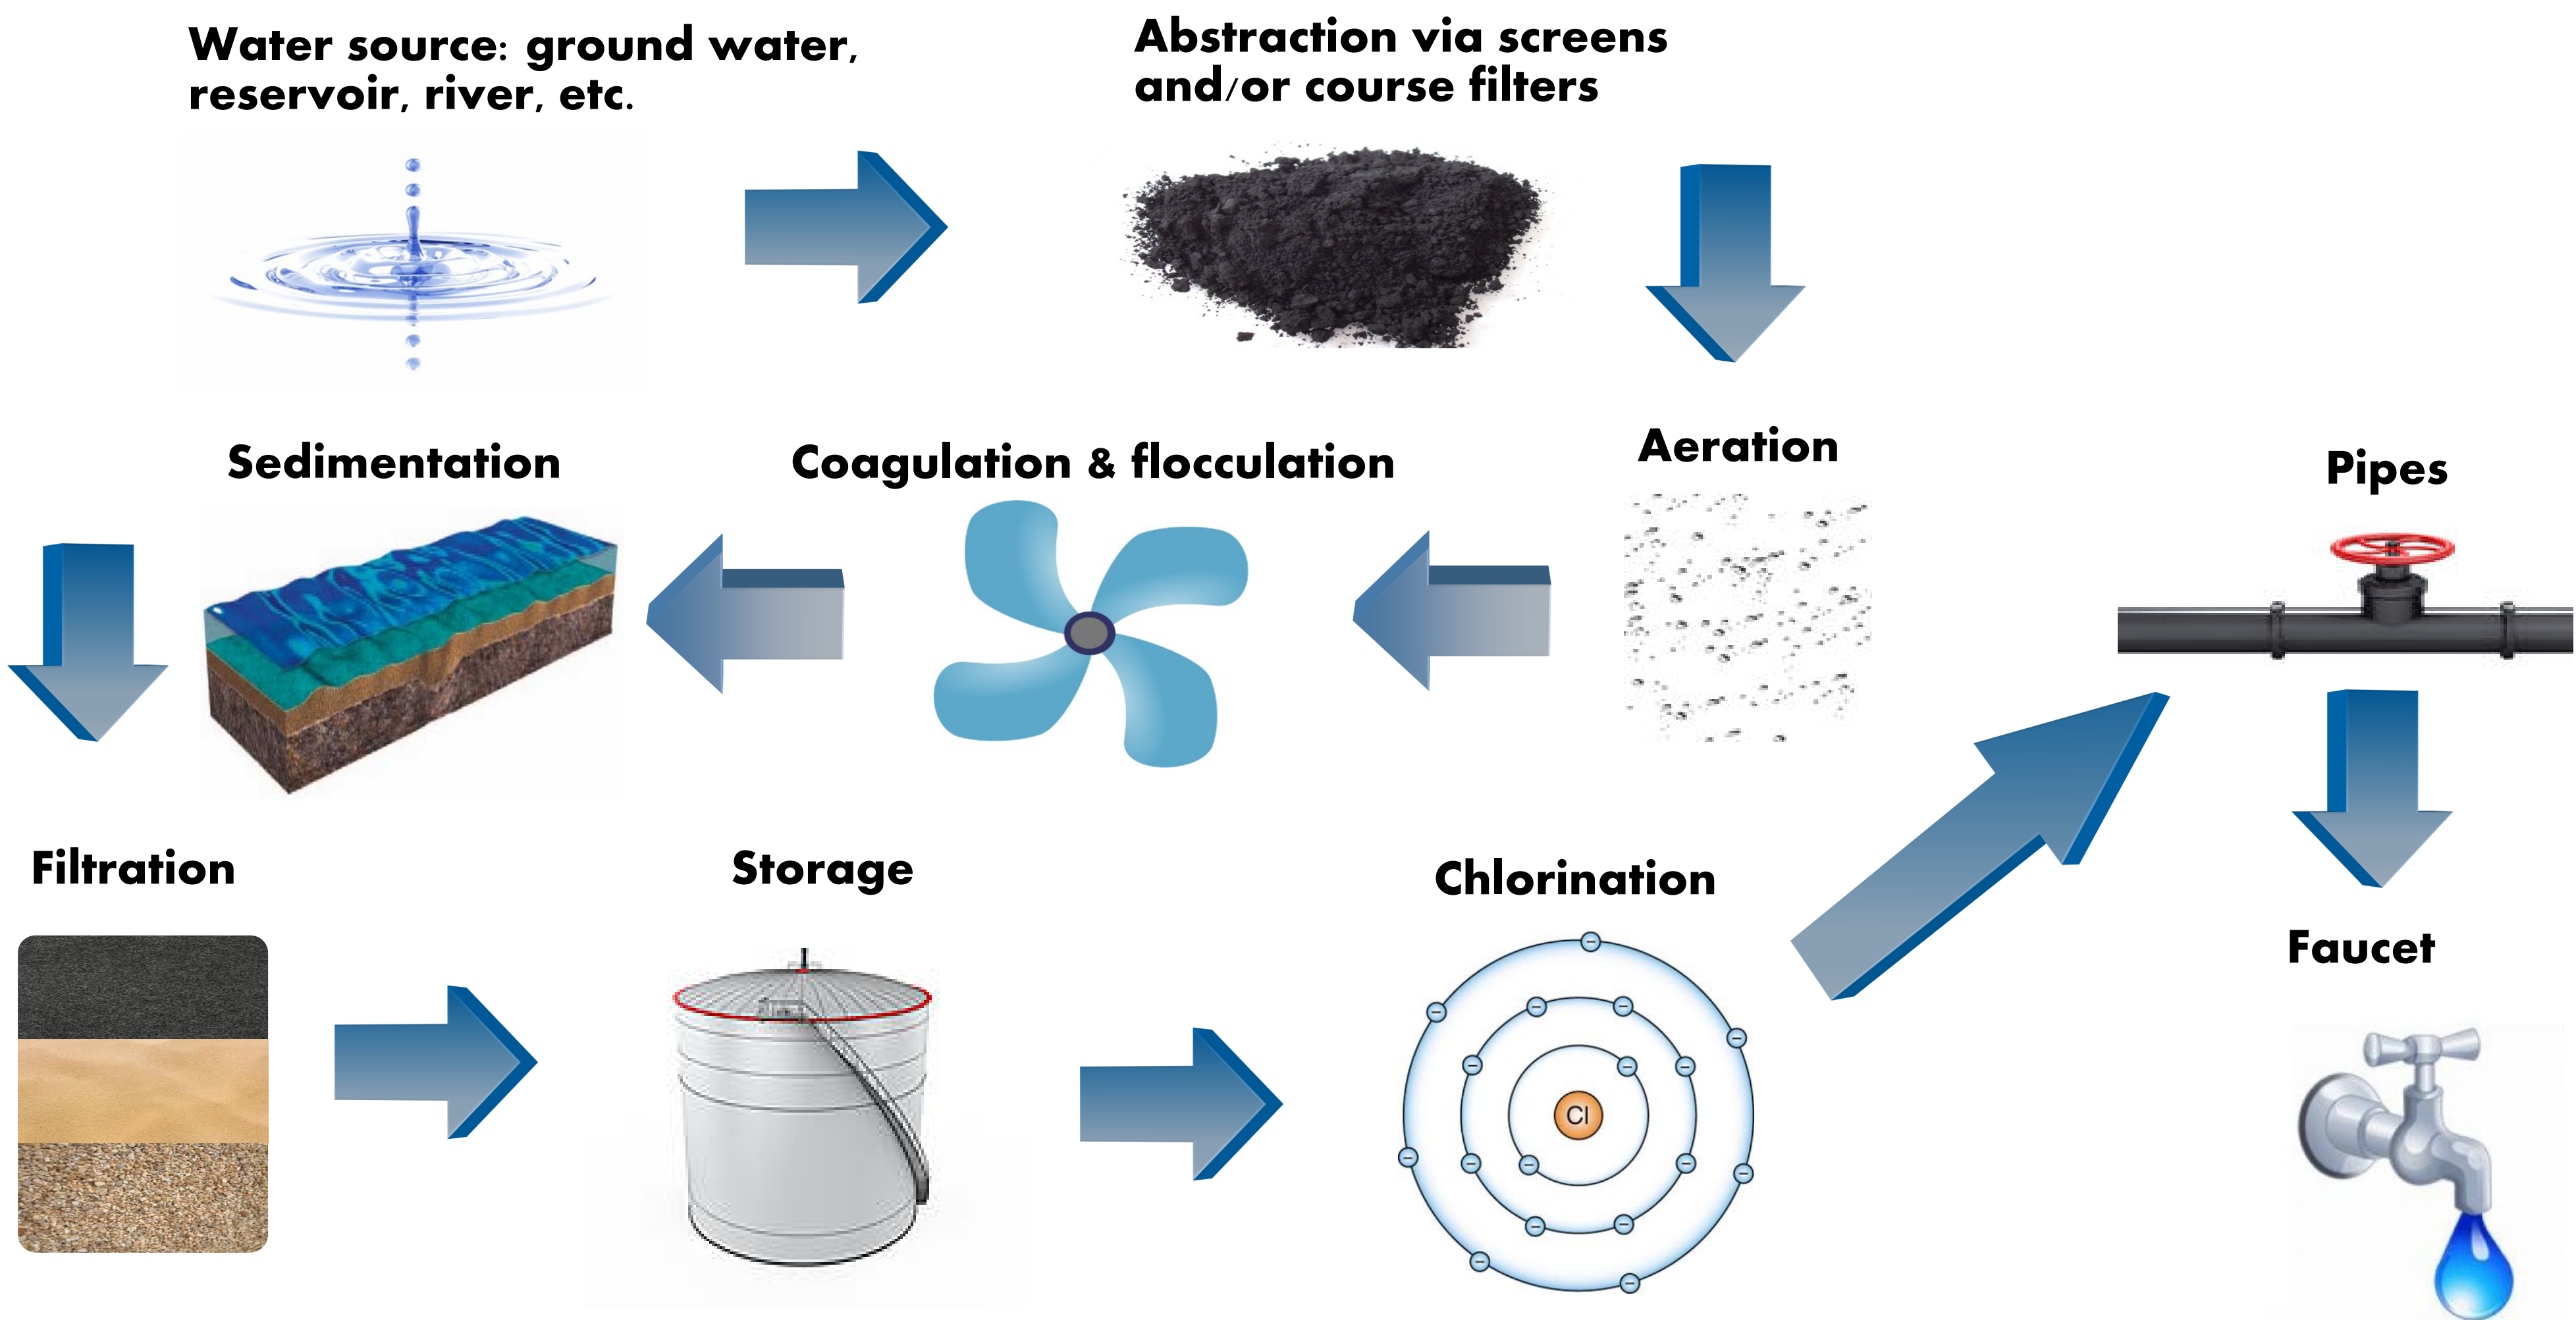 Water source: ground water,
reservoir, river, etc.
Abstraction via screens
and/or course filters
Aeration
Coagulation & flocculation
Sedimentation
Filtration
Storage
Chlorination
Cl
Pipes
Faucet